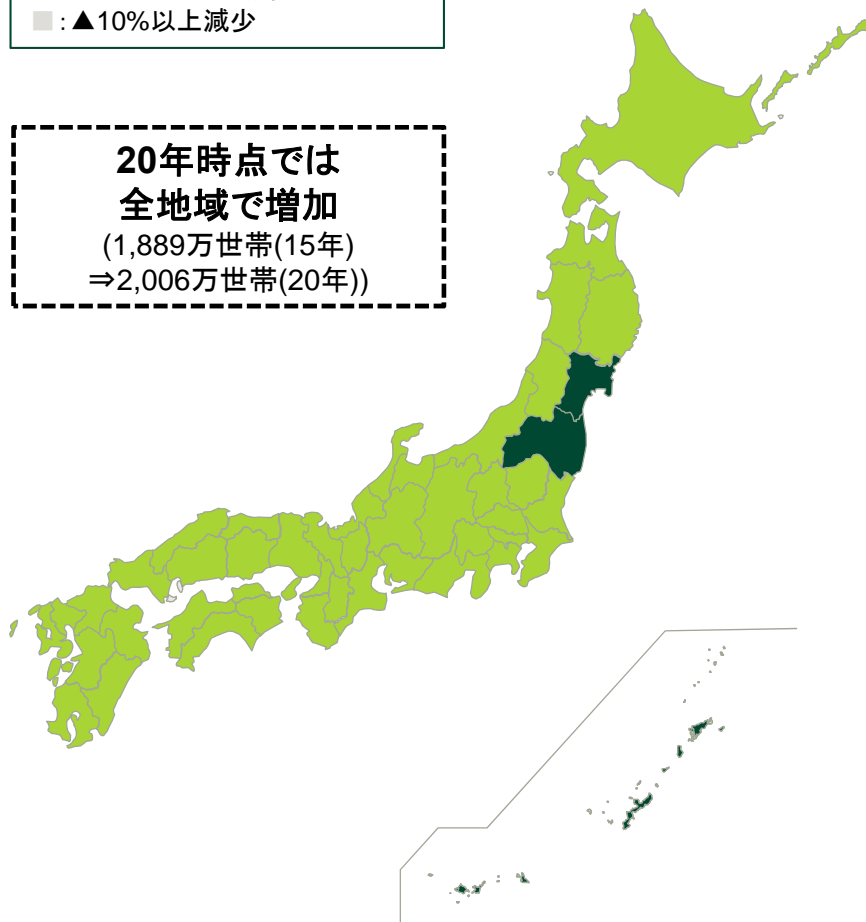 ■：▲10%以上減少
20年時点では
全地域で増加
(1,889万世帯(15年)
⇒2,006万世帯(20年))